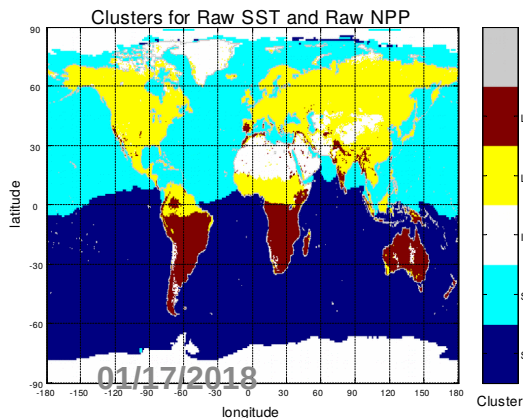 Clusters for Raw SST and Raw NPP
90
60
30
0
-30
-60
-90
latitude
-180 -150 -120 -90 -60 -30 0 30 60 90 120 150 180
longitude
01/17/2018
Cluster